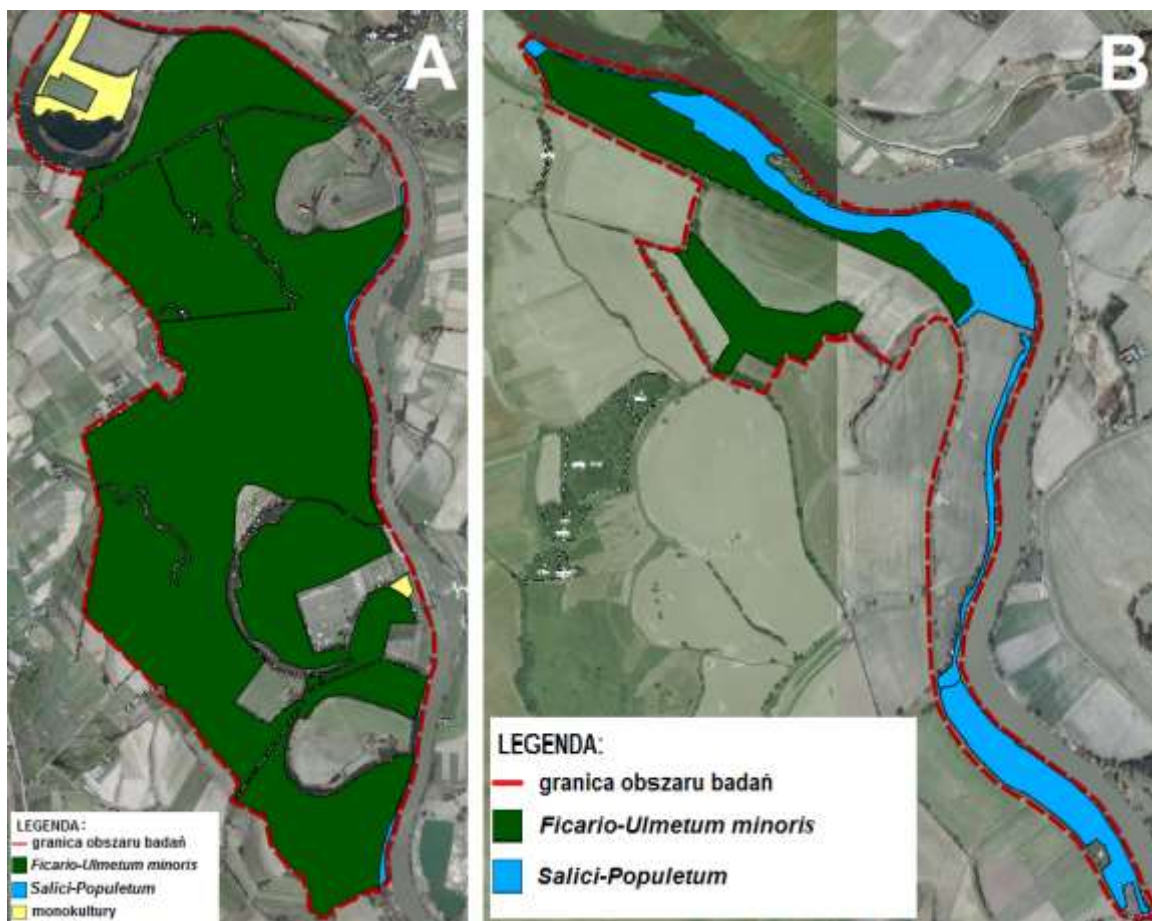 A
LEGENDA:
granica obszaru badań
Ficario-Ulmetum minoris
Salici-Populetum
monokultury
B
LEGENDA:
granica obszaru badań
Ficario-Ulmetum minoris
Salici-Populetum